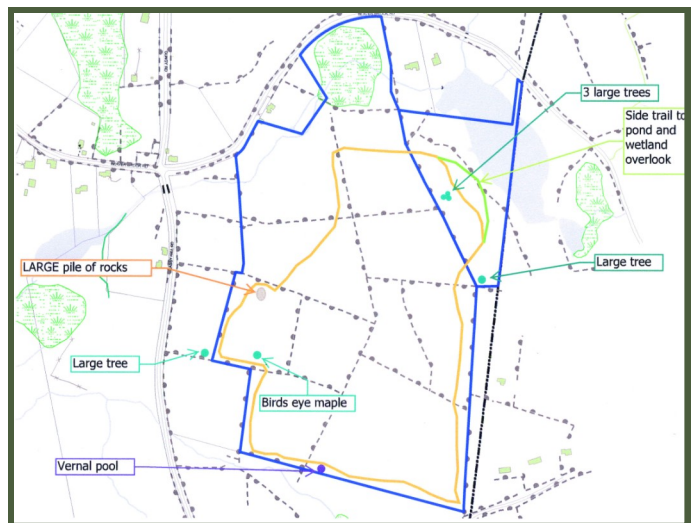 3 large trees
Side trail to
pond and
wetland
overlook
Large tree
LARGE pile of rocks
Large tree
Birds eye maple
Vernal pool